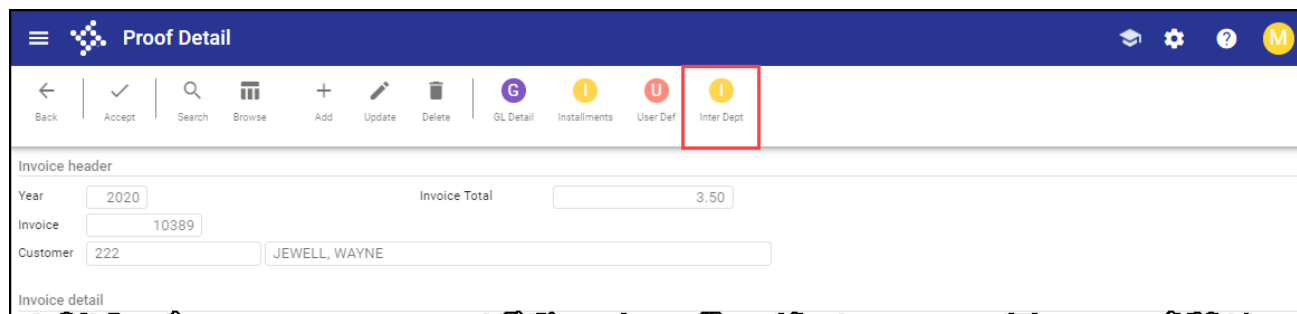 Proof Detail
? M
G I U I
Back Accept Search Browse Add Update Delete GL Detail Installments User Def Inter Dept
Invoice header
Year 2020 Invoice Total 3.50
Invoice 10389
Customer 222 JEWELL, WAYNE
Invoice detail